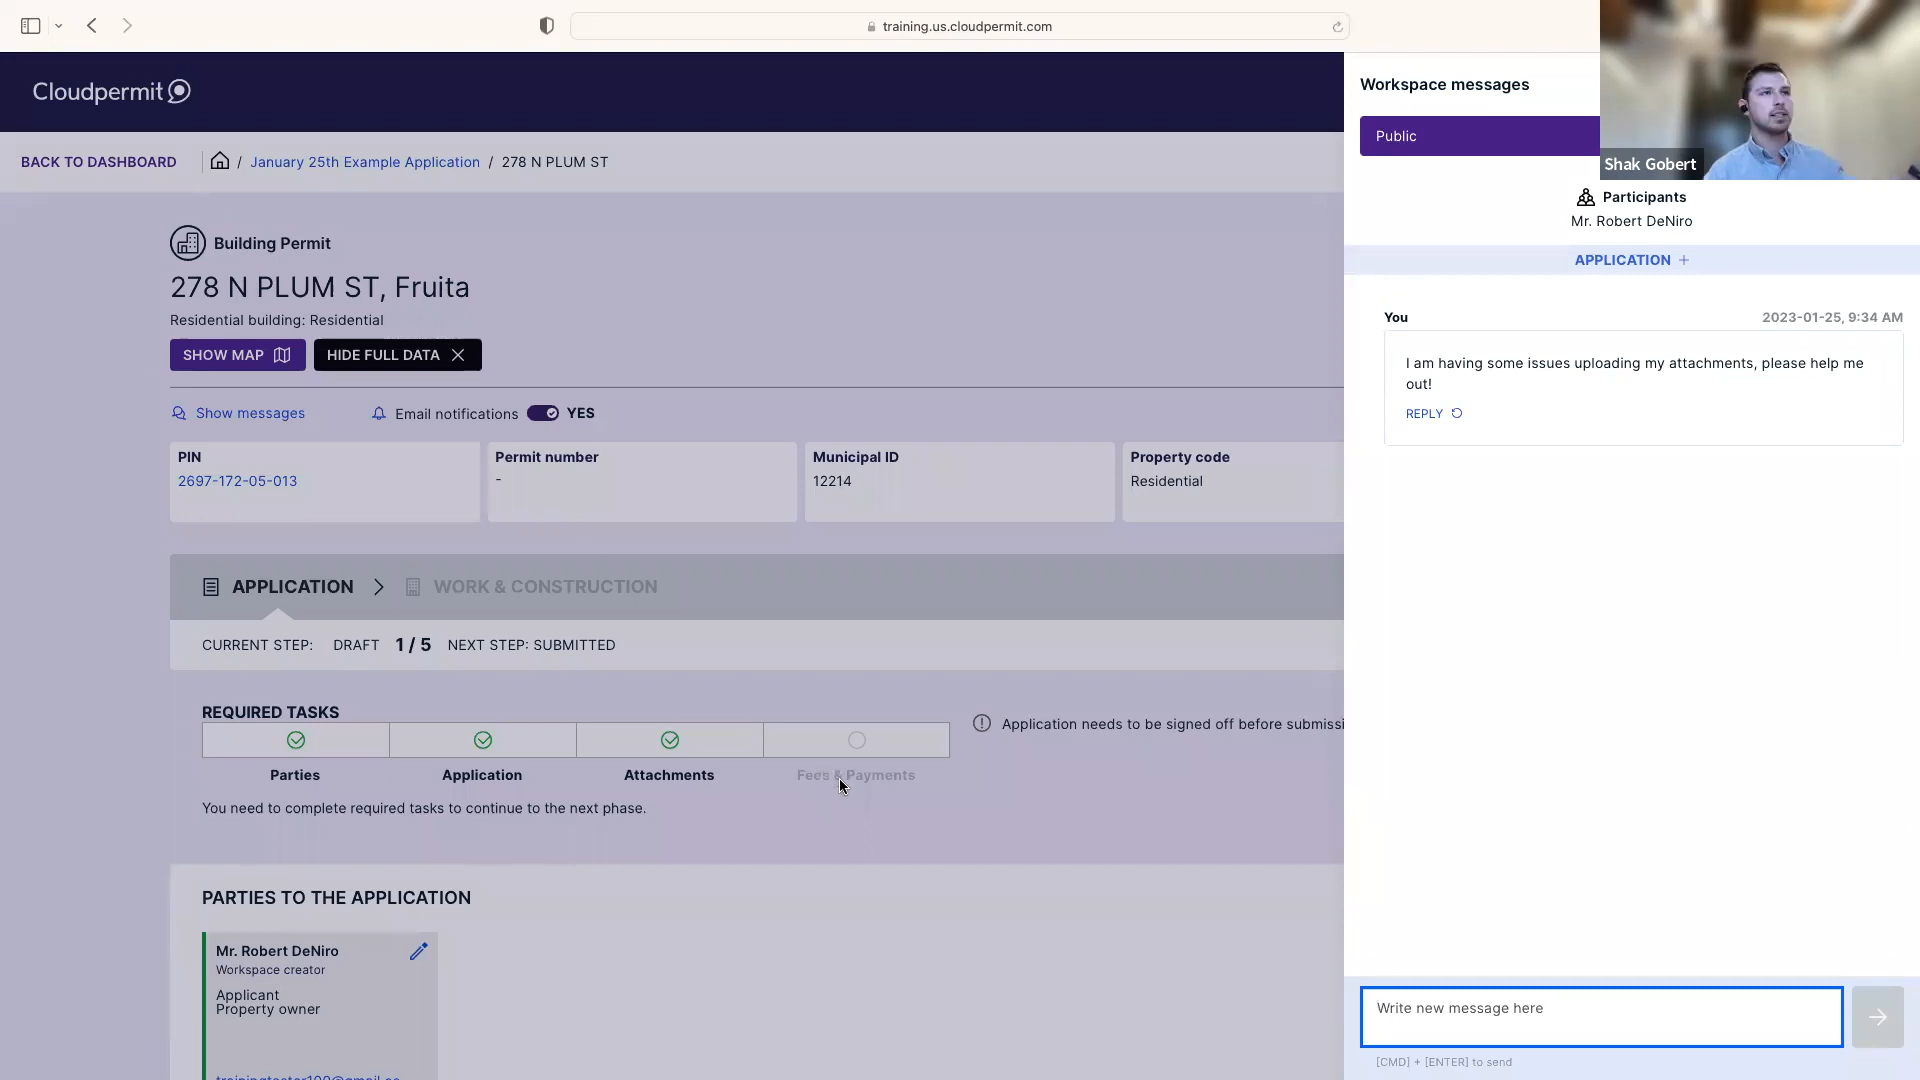 training.us.cloudpermit.com
Cloudpermit
BACK TO DASHBOARD
/ January 25th Example Application / 278 N PLUM ST
Building Permit
278 N PLUM ST, Fruita
Residential building: Residential
SHOW MAP
HIDE FULL DATA
Show messages
Email notifications YES
PIN
2697-172-05-013
Permit number
-
Municipal ID
12214
Property code
Residential
APPLICATION
WORK & CONSTRUCTION
CURRENT STEP: DRAFT 1 / 5 NEXT STEP: SUBMITTED
REQUIRED TASKS
Parties
Application
Attachments
Fees & Payments
Application needs to be signed off before submissi
You need to complete required tasks to continue to the next phase.
PARTIES TO THE APPLICATION
Mr. Robert DeNiro
Workspace creator
Applicant
Property owner
Workspace messages
Public
Shak Gobert
Participants
Mr. Robert DeNiro
APPLICATION +
You
2023-01-25, 9:34 AM
I am having some issues uploading my attachments, please help me
out!
REPLY
Write new message here
[CMD] + [ENTER] to send